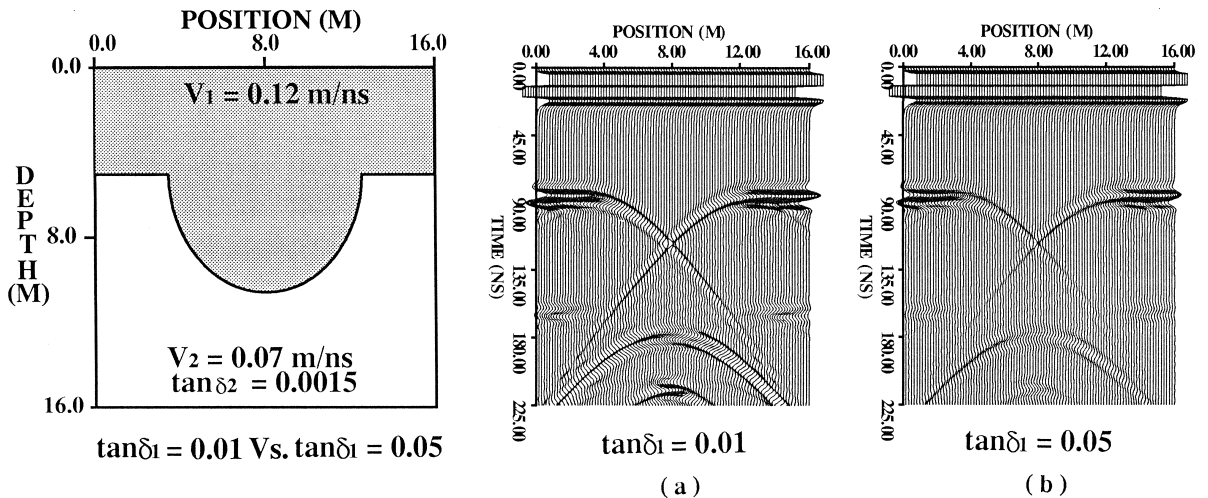 POSITION (M)
0.0 8.0 16.0
0.0
V1 = 0.12 m/ns
DEPTH (M)
8.0
V2 = 0.07 m/ns
tan δ2 = 0.0015
16.0
tanδ1 = 0.01 Vs. tanδ1 = 0.05
POSITION (M)
0.00 4.00 8.00 12.00 16.00
0.00
45.00
90.00
TIME (NS)
135.00
180.00
225.00
tanδ1 = 0.01
( a )
POSITION (M)
0.00 4.00 8.00 12.00 16.00
0.00
45.00
90.00
TIME (NS)
135.00
180.00
225.00
tanδ1 = 0.05
( b )